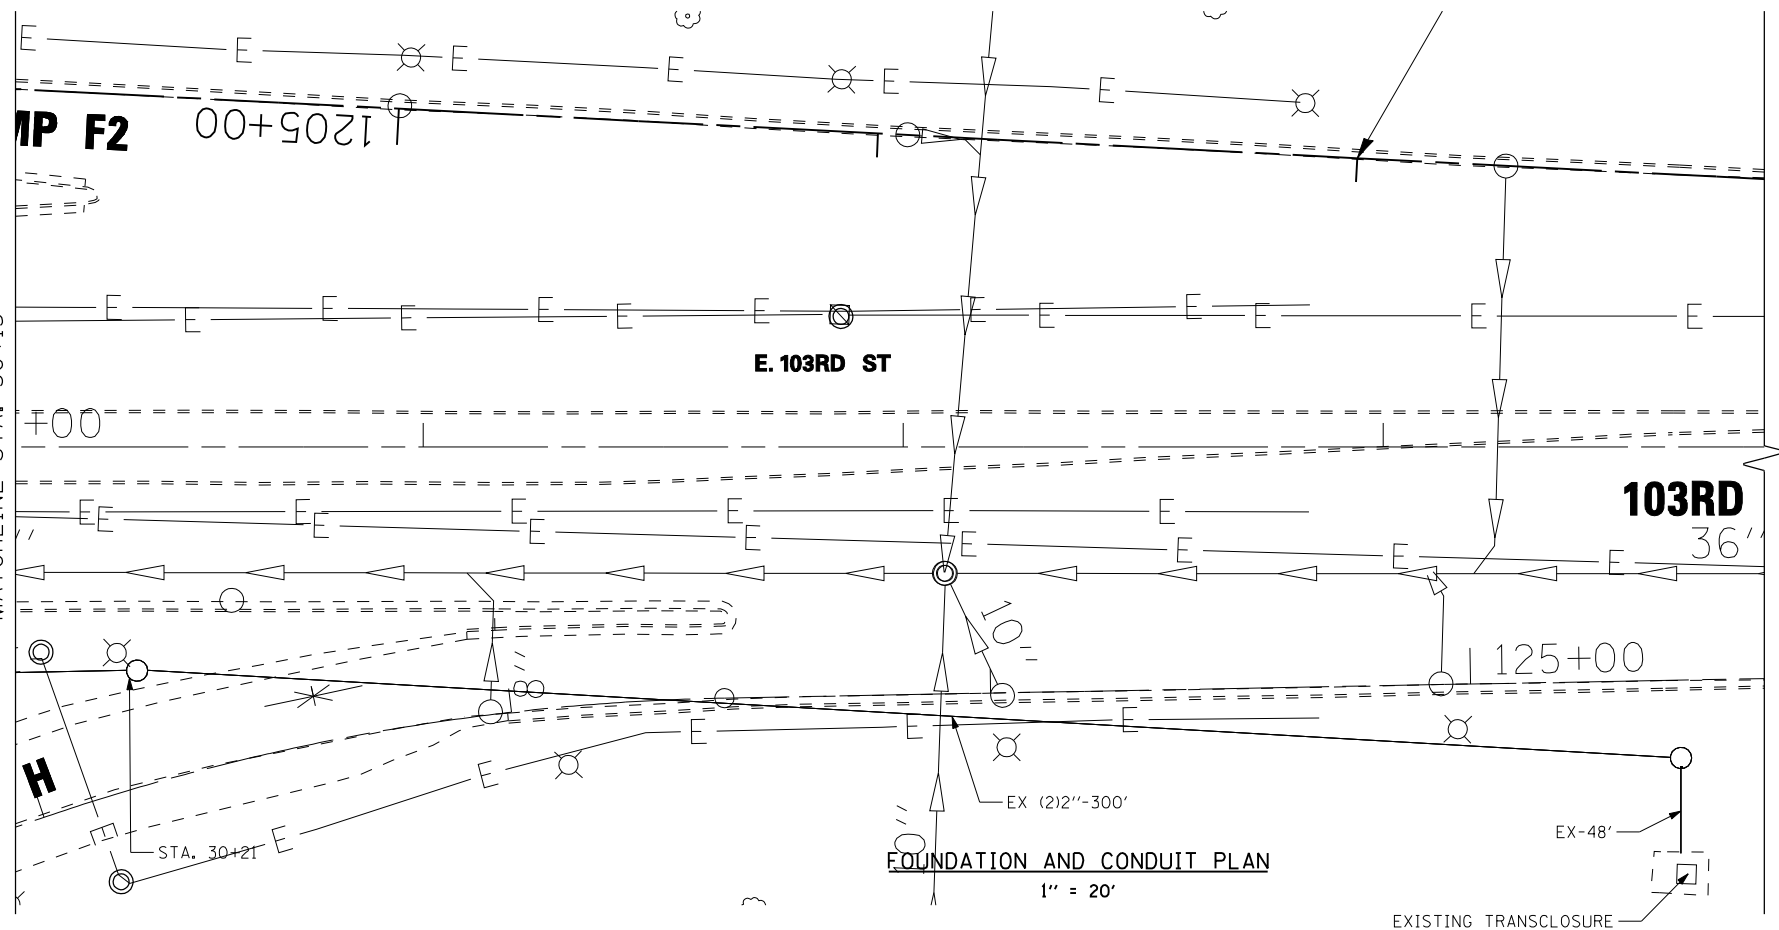 MP F2
1205+00
E. 103RD ST
+00
103RD
36''
10'
125+00
8''
H
EX (2)2''-300'
STA. 30+21
EX-48'
FOUNDATION AND CONDUIT PLAN
1'' = 20'
EXISTING TRANSCLOSURE
E E E E E E
E E E E E E
E E E E E E E E
E E E E E E
E E E E E E E E
E E E E E